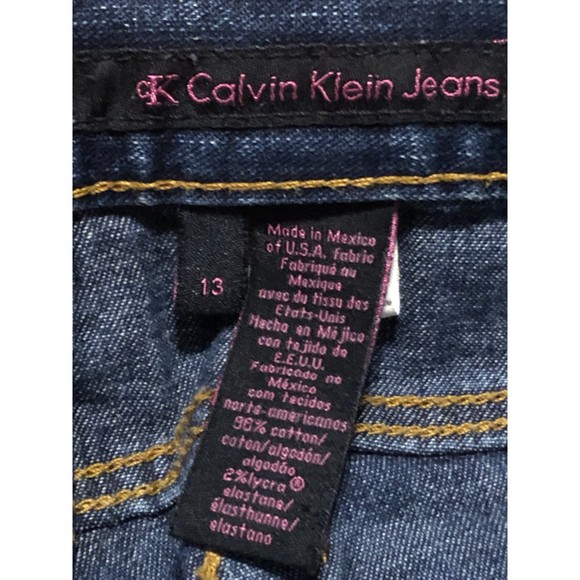 cK Calvin Klein Jeans
13
Made in Mexico
of U.S.A. fabric
Fabriqué au
Mexique
avec du tissu des
Etats-Unis
Hecho en Méjico
con tejido de
E.E.U.U.
Fabricado no
México
com tecidos
norte-americanos
98% cotton/
coton/algodón/
algodão
2%lycra®
elastane/
élasthanne/
elastano